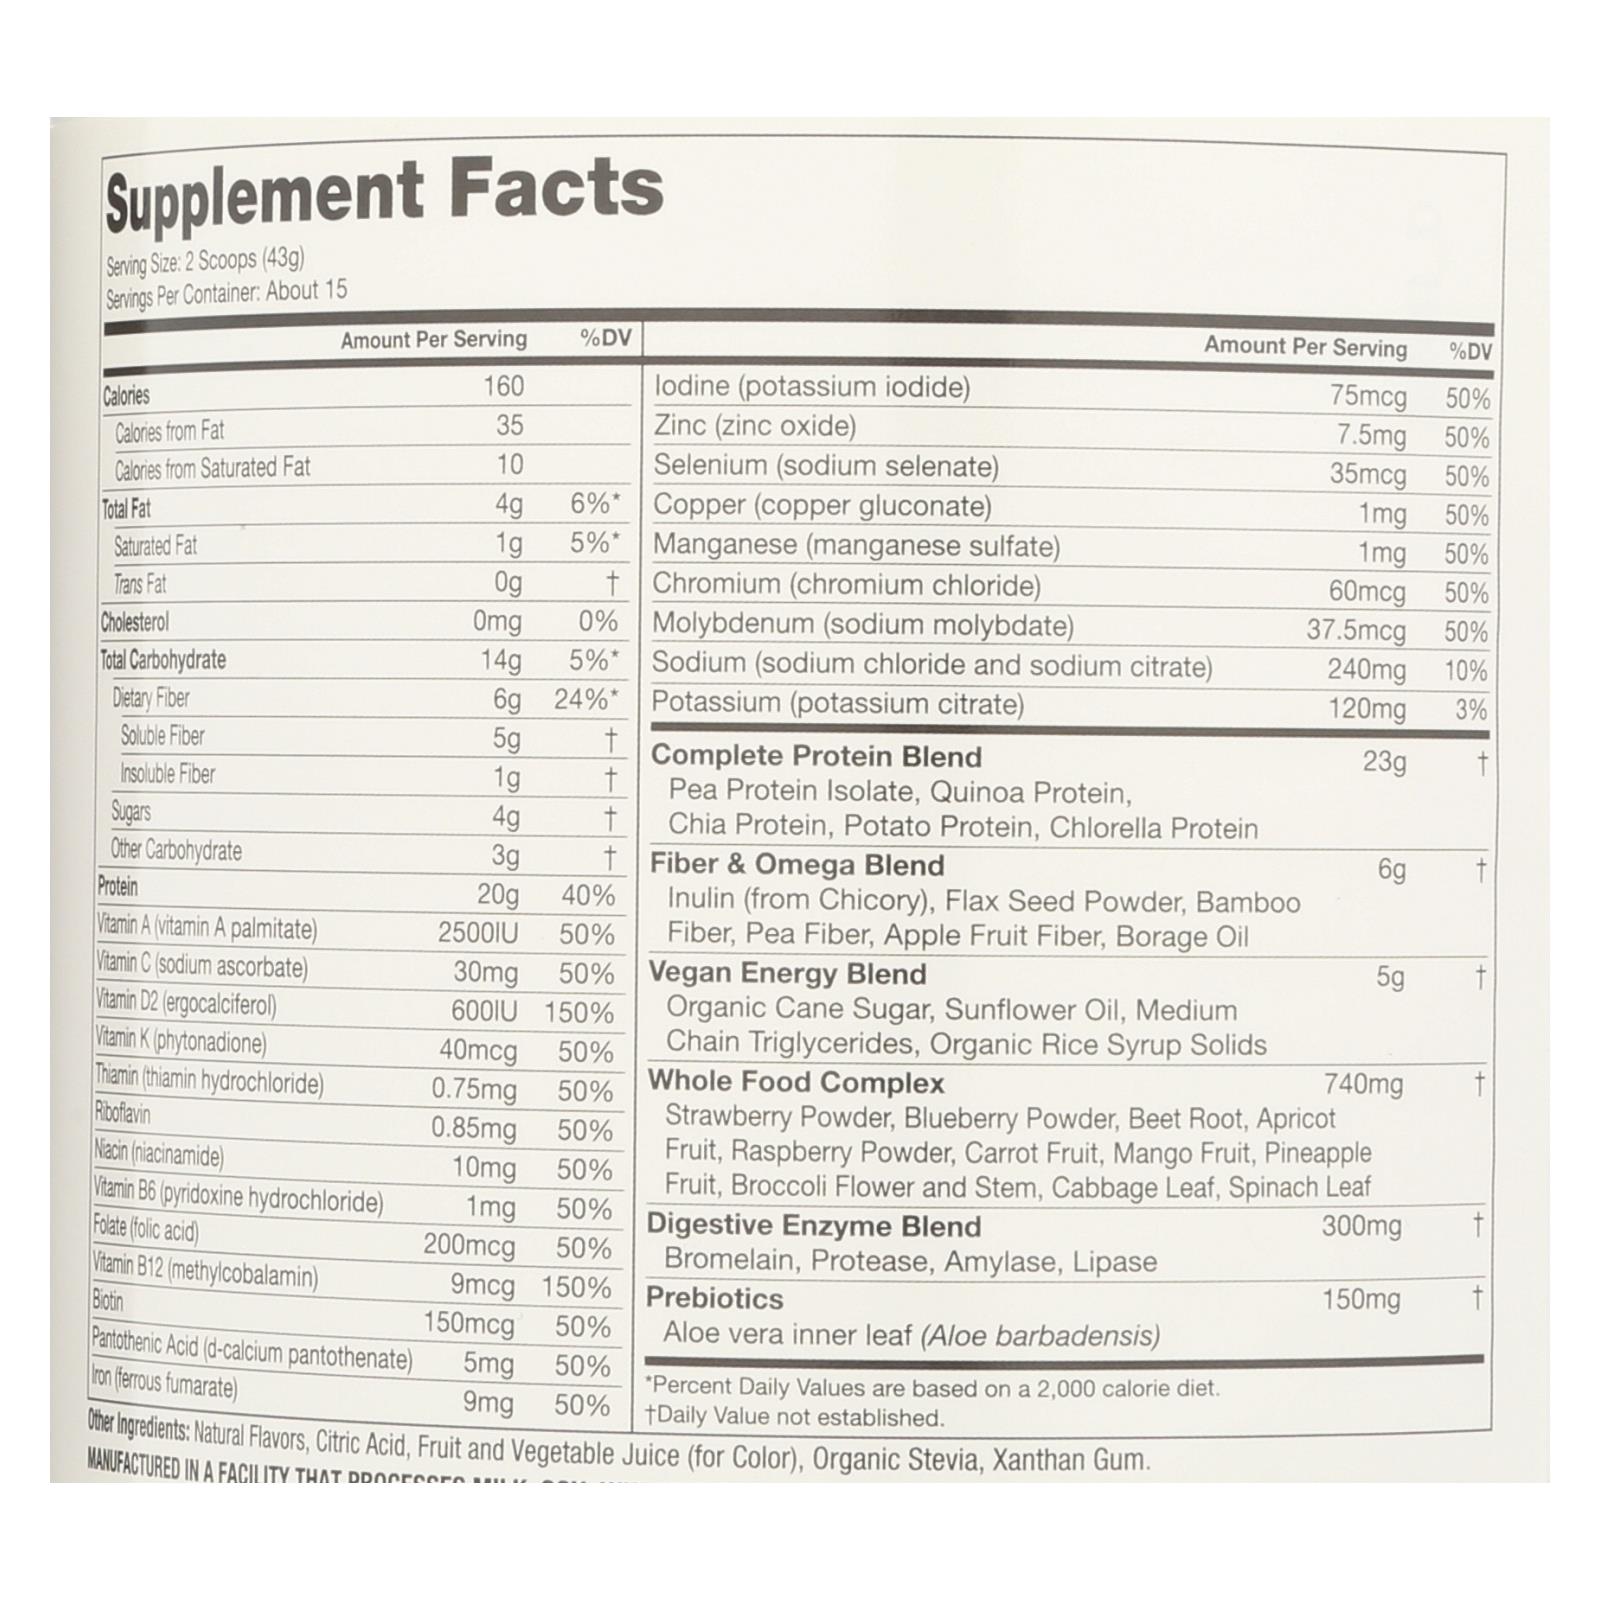 Supplement Facts
Serving Size: 2 Scoops (43g)
Servings Per Container: About 15
Amount Per Serving %DV
Calories 160
Calories from Fat 35
Calories from Saturated Fat 10
Total Fat 4g 6%*
Saturated Fat 1g 5%*
Trans Fat 0g †
Cholesterol 0mg 0%
Total Carbohydrate 14g 5%*
Dietary Fiber 6g 24%*
Soluble Fiber 5g †
Insoluble Fiber 1g †
Sugars 4g †
Other Carbohydrate 3g †
Protein 20g 40%
Vitamin A (vitamin A palmitate) 2500IU 50%
Vitamin C (sodium ascorbate) 30mg 50%
Vitamin D2 (ergocalciferol) 600IU 150%
Vitamin K (phytonadione) 40mcg 50%
Thiamin (thiamin hydrochloride) 0.75mg 50%
Riboflavin 0.85mg 50%
Niacin (niacinamide) 10mg 50%
Vitamin B6 (pyridoxine hydrochloride) 1mg 50%
Folate (folic acid) 200mcg 50%
Vitamin B12 (methylcobalamin) 9mcg 150%
Biotin 150mcg 50%
Pantothenic Acid (d-calcium pantothenate) 5mg 50%
Iron (ferrous fumarate) 9mg 50%
Amount Per Serving %DV
Iodine (potassium iodide) 75mcg 50%
Zinc (zinc oxide) 7.5mg 50%
Selenium (sodium selenate) 35mcg 50%
Copper (copper gluconate) 1mg 50%
Manganese (manganese sulfate) 1mg 50%
Chromium (chromium chloride) 60mcg 50%
Molybdenum (sodium molybdate) 37.5mcg 50%
Sodium (sodium chloride and sodium citrate) 240mg 10%
Potassium (potassium citrate) 120mg 3%
Complete Protein Blend 23g †
Pea Protein Isolate, Quinoa Protein,
Chia Protein, Potato Protein, Chlorella Protein
Fiber & Omega Blend 6g †
Inulin (from Chicory), Flax Seed Powder, Bamboo
Fiber, Pea Fiber, Apple Fruit Fiber, Borage Oil
Vegan Energy Blend 5g †
Organic Cane Sugar, Sunflower Oil, Medium
Chain Triglycerides, Organic Rice Syrup Solids
Whole Food Complex 740mg †
Strawberry Powder, Blueberry Powder, Beet Root, Apricot
Fruit, Raspberry Powder, Carrot Fruit, Mango Fruit, Pineapple
Fruit, Broccoli Flower and Stem, Cabbage Leaf, Spinach Leaf
Digestive Enzyme Blend 300mg †
Bromelain, Protease, Amylase, Lipase
Prebiotics 150mg †
Aloe vera inner leaf (Aloe barbadensis)
*Percent Daily Values are based on a 2,000 calorie diet.
†Daily Value not established.
Other Ingredients: Natural Flavors, Citric Acid, Fruit and Vegetable Juice (for Color), Organic Stevia, Xanthan Gum.
MANUFACTURED IN A FACILITY THAT PROCESSES MILK,